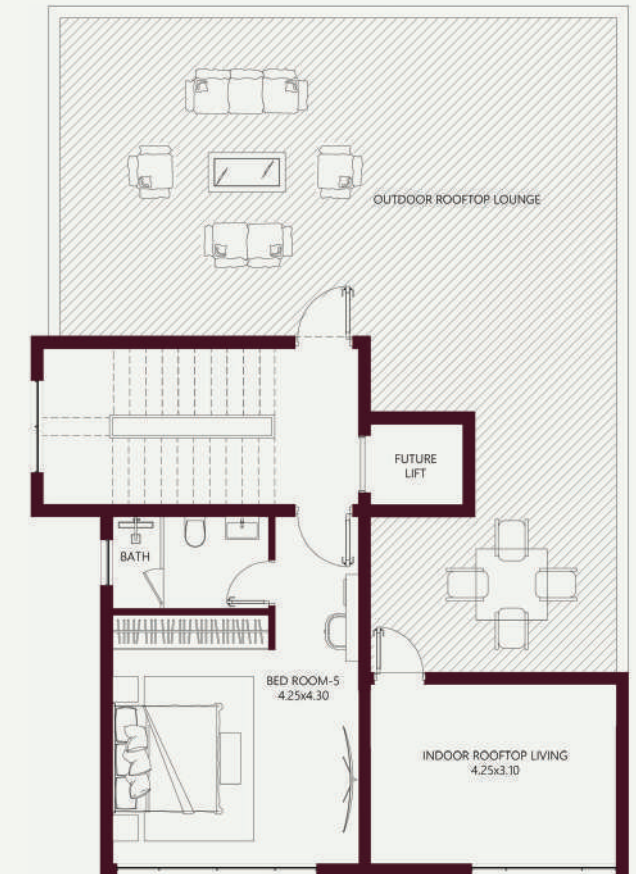 OUTDOOR ROOFTOP LOUNGE
FUTURE
LIFT
BATH
BED ROOM-5
4.25x4.30
INDOOR ROOFTOP LIVING
4.25x3.10